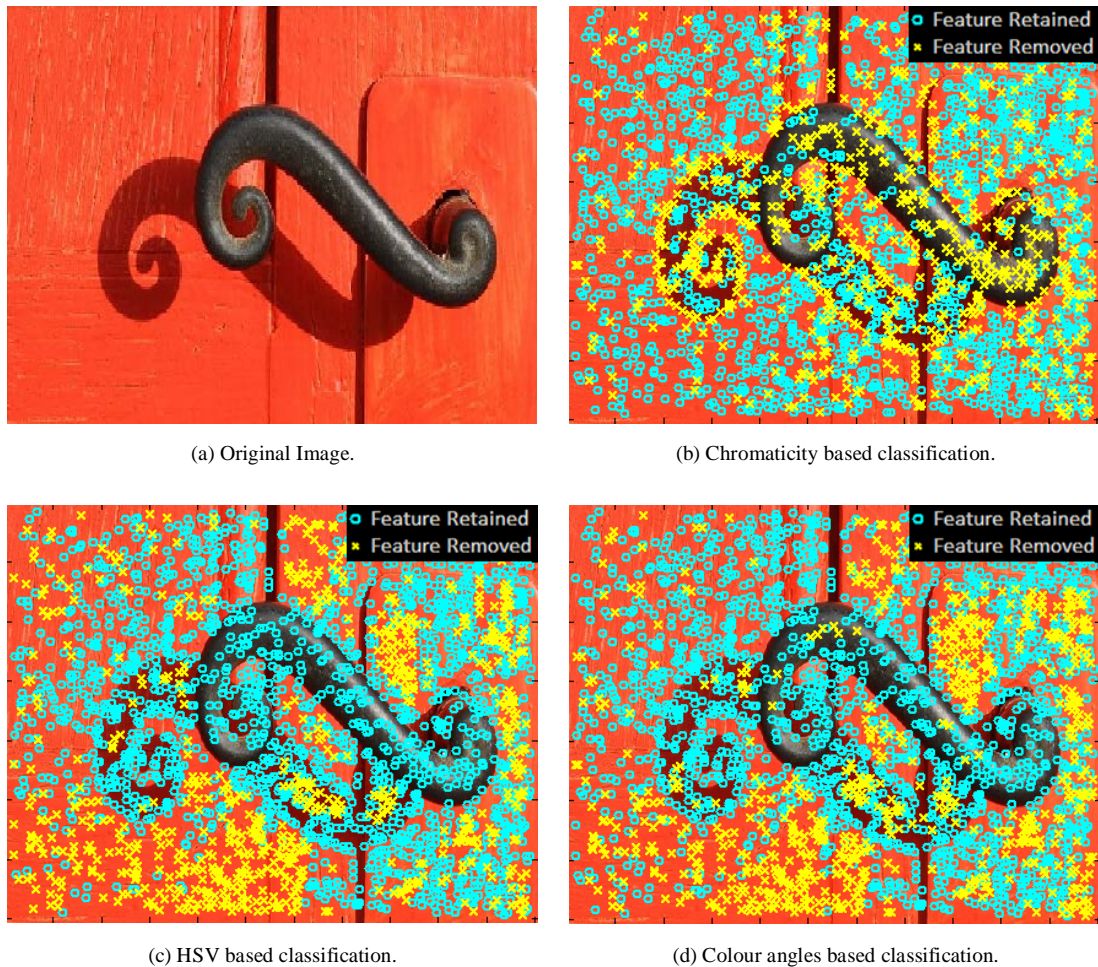 Feature Retained
Feature Removed
(a) Original Image.
(b) Chromaticity based classification.
Feature Retained
Feature Removed
Feature Retained
Feature Removed
(c) HSV based classification.
(d) Colour angles based classification.